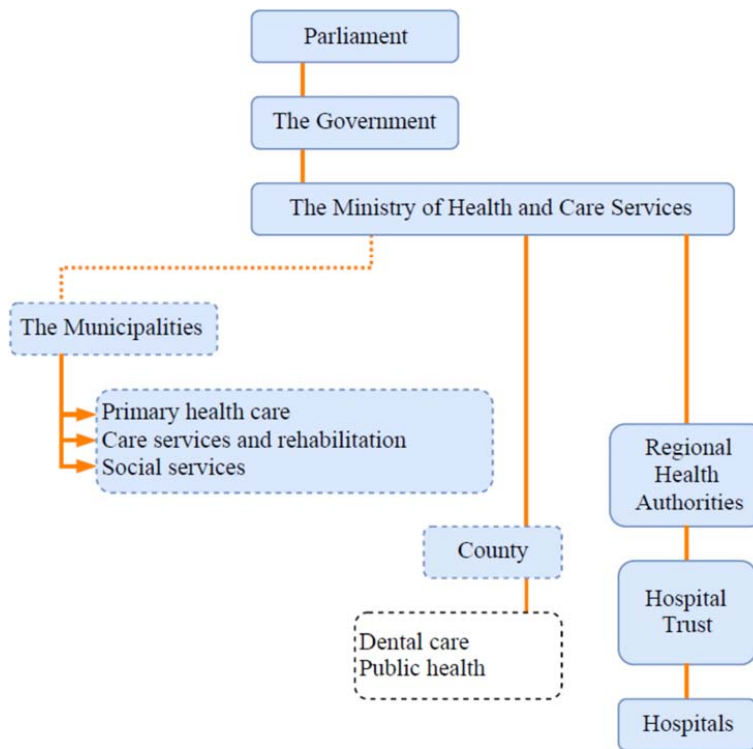 Parliament
The Government
The Ministry of Health and Care Services
The Municipalities
Primary health care
Care services and rehabilitation
Social services
Regional
Health
Authorities
County
Hospital
Trust
Dental care
Public health
Hospitals